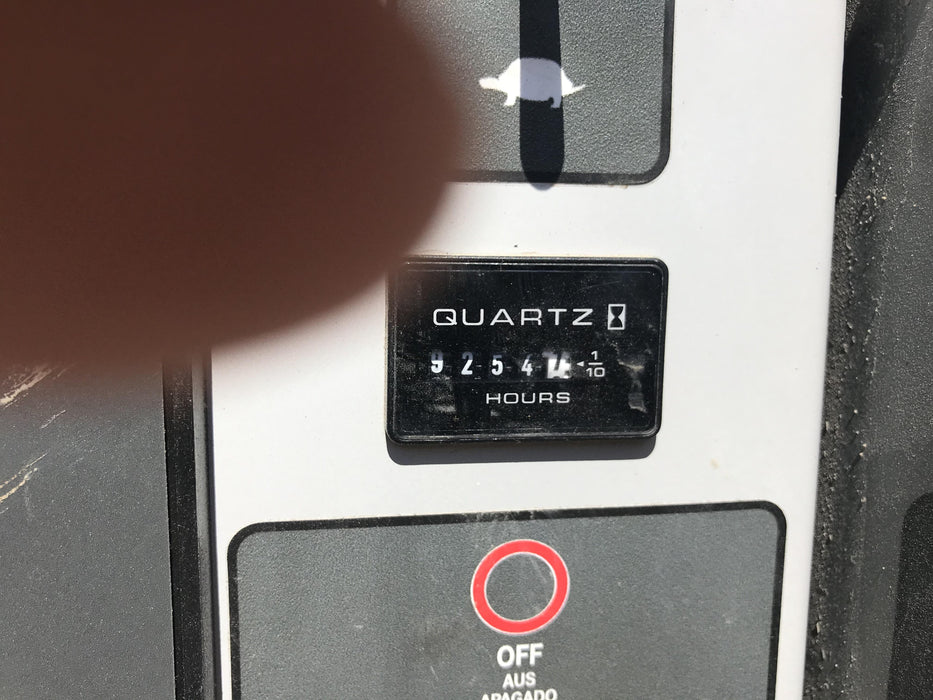 QUARTZ
9 2 5 4 1/10
HOURS
OFF
AUS
APAGADO